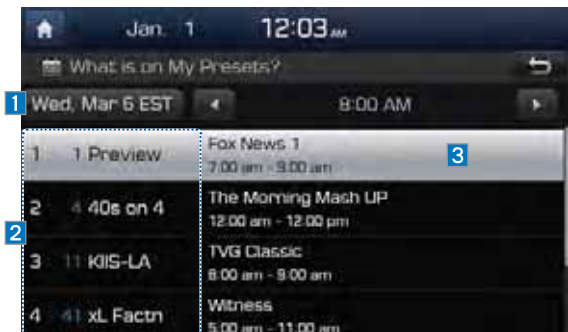 Jan. 1 12:03 AM
What is on My Presets?
1 Wed, Mar 6 EST 8:00 AM
1 1 Preview Fox News 1
7:00 am - 9:00 am
3
2 4 40s on 4 The Morning Mash UP
12:00 am - 12:00 pm
2
3 11 KIIS-LA TVG Classic
8:00 am - 9:00 am
4 41 xL Factn Witness
5:00 am - 11:00 am